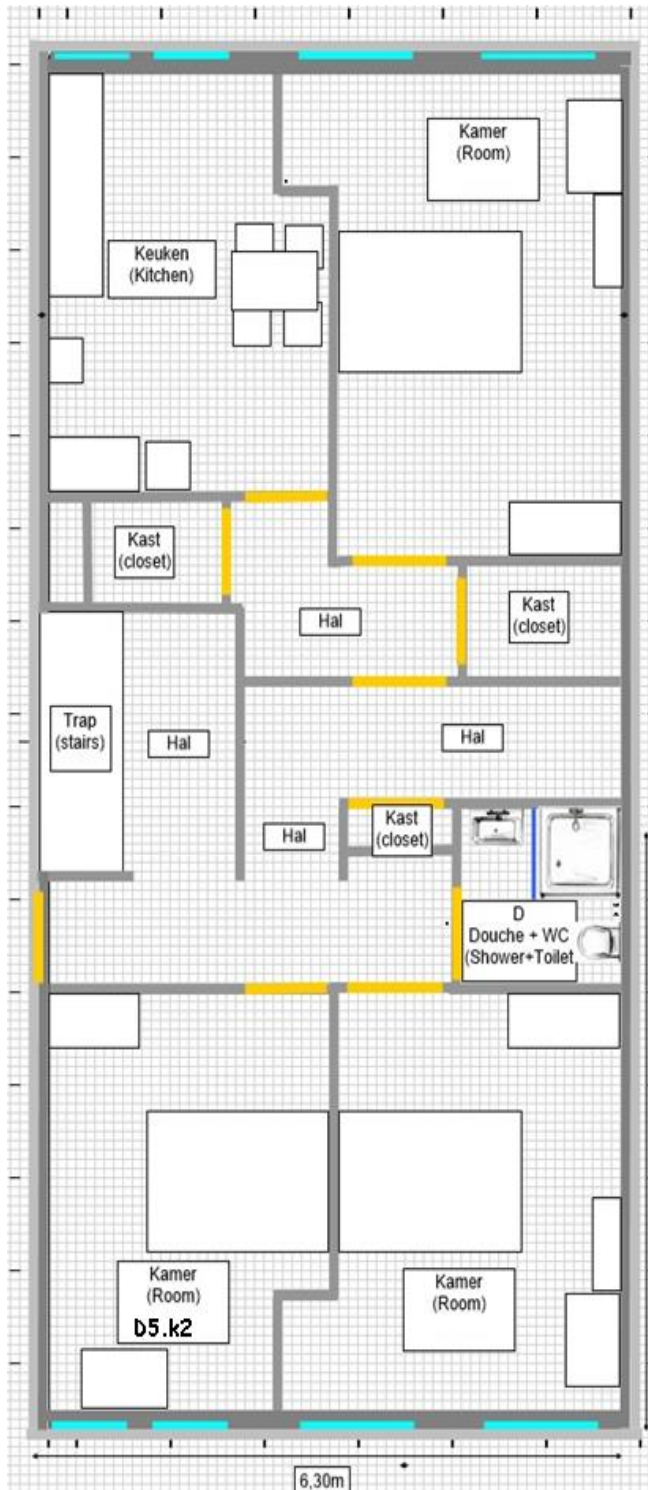 Kamer
(Room)
Keuken
(Kitchen)
Kast
(closet)
Hal
Kast
(closet)
Trap
(stairs)
Hal
Hal
Hal
Kast
(closet)
D
Douche + WC
(Shower+Toilet
Kamer
(Room)
D5.k2
Kamer
(Room)
6,30m